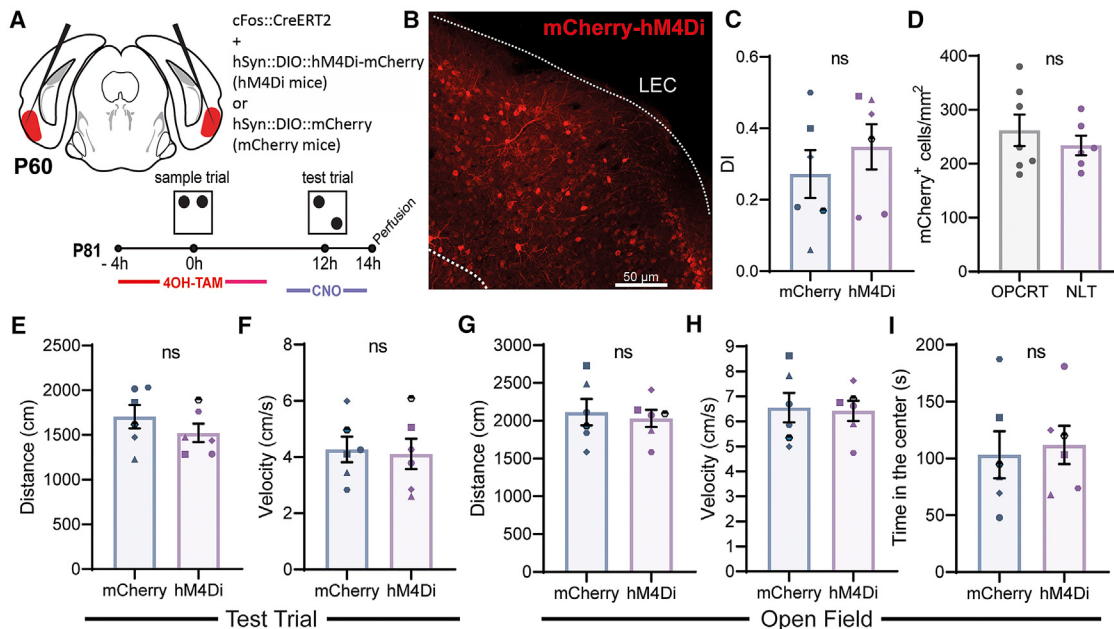 A
cFos::CreERT2
+
hSyn::DIO::hM4Di-mCherry
(hM4Di mice)
or
hSyn::DIO::mCherry
(mCherry mice)
P60
sample trial
test trial
Perfusion
P81
- 4h
0h
12h
14h
4OH-TAM
CNO
B
mCherry-hM4Di
LEC
50 µm
C
ns
DI
0.6
0.4
0.2
0.0
mCherry hM4Di
D
ns
mCherry+ cells/mm2
400
300
200
100
0
OPCRT NLT
E
ns
Distance (cm)
2500
2000
1500
1000
500
0
mCherry hM4Di
F
ns
Velocity (cm/s)
8
6
4
2
0
mCherry hM4Di
Test Trial
G
ns
Distance (cm)
3000
2500
2000
1500
1000
500
0
mCherry hM4Di
H
ns
Velocity (cm/s)
9
8
7
6
5
4
3
2
1
0
mCherry hM4Di
I
ns
Time in the center (s)
200
150
100
50
0
mCherry hM4Di
Open Field